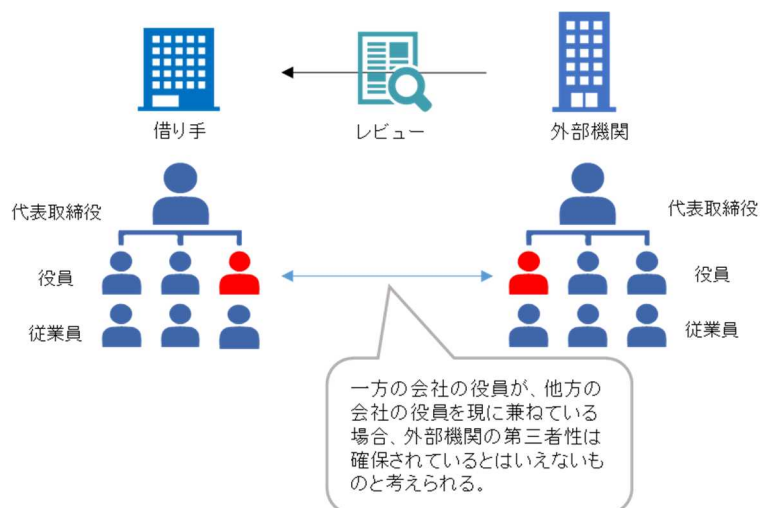 借り手
レビュー
外部機関
代表取締役
代表取締役
役員
役員
従業員
従業員
一方の会社の役員が、他方の
会社の役員を現に兼ねている
場合、外部機関の第三者性は
確保されているとはいえないも
のと考えられる。